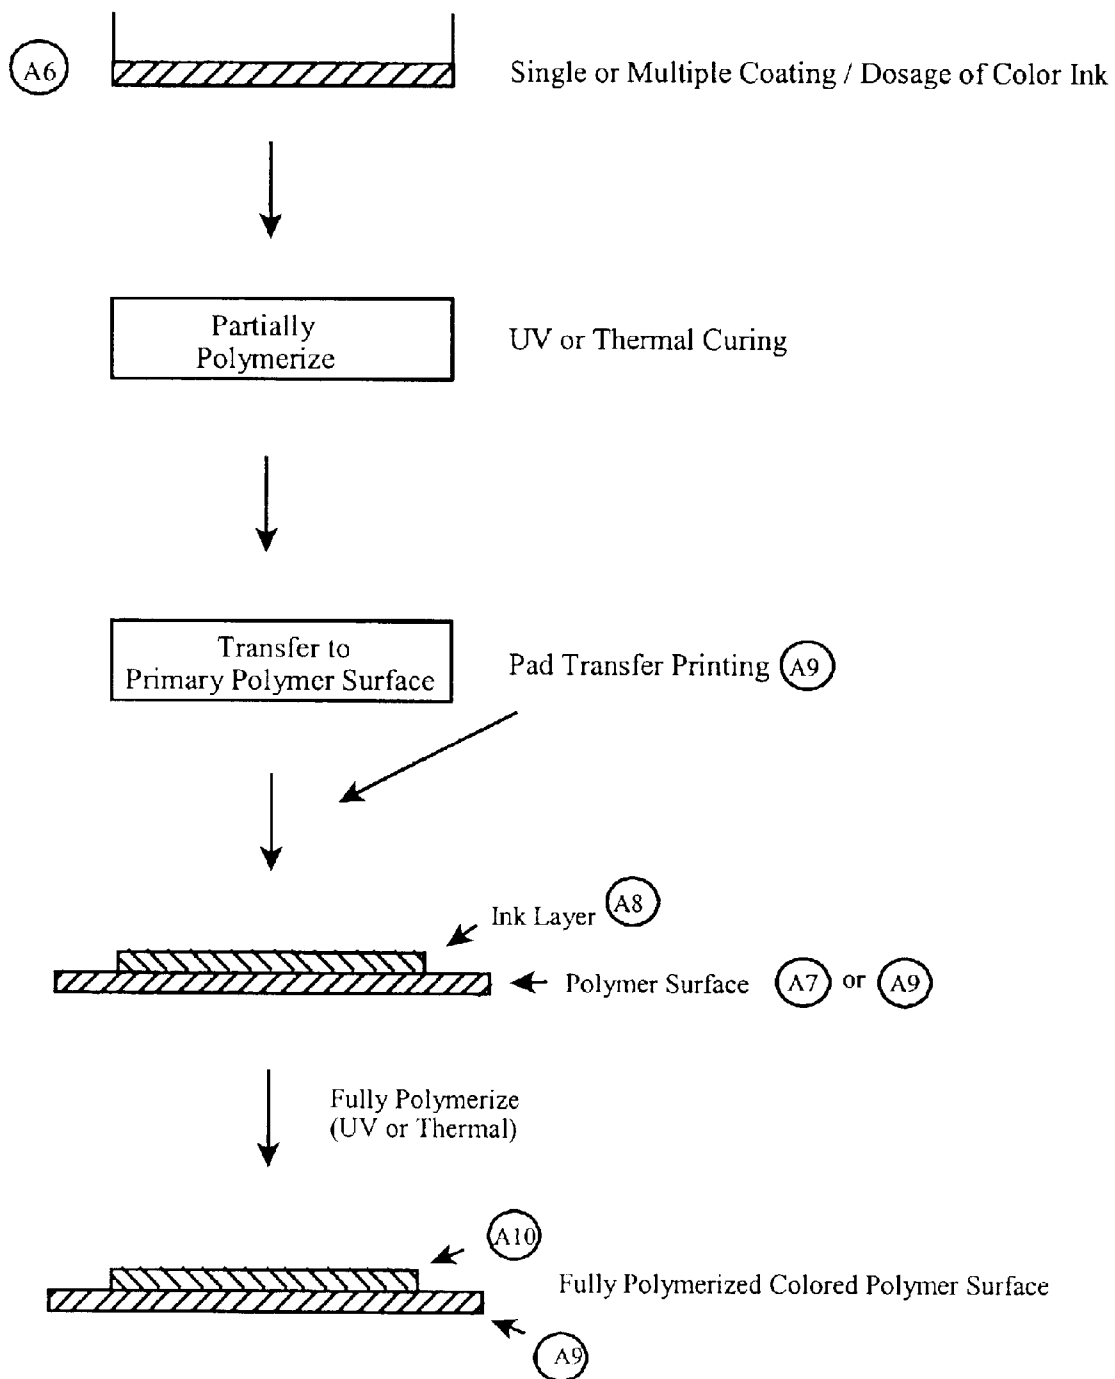 A6 Single or Multiple Coating / Dosage of Color Ink
Partially
Polymerize
UV or Thermal Curing
Transfer to
Primary Polymer Surface
Pad Transfer Printing A9
Ink Layer A8
Polymer Surface A7 or A9
Fully Polymerize
(UV or Thermal)
A10
Fully Polymerized Colored Polymer Surface
A9